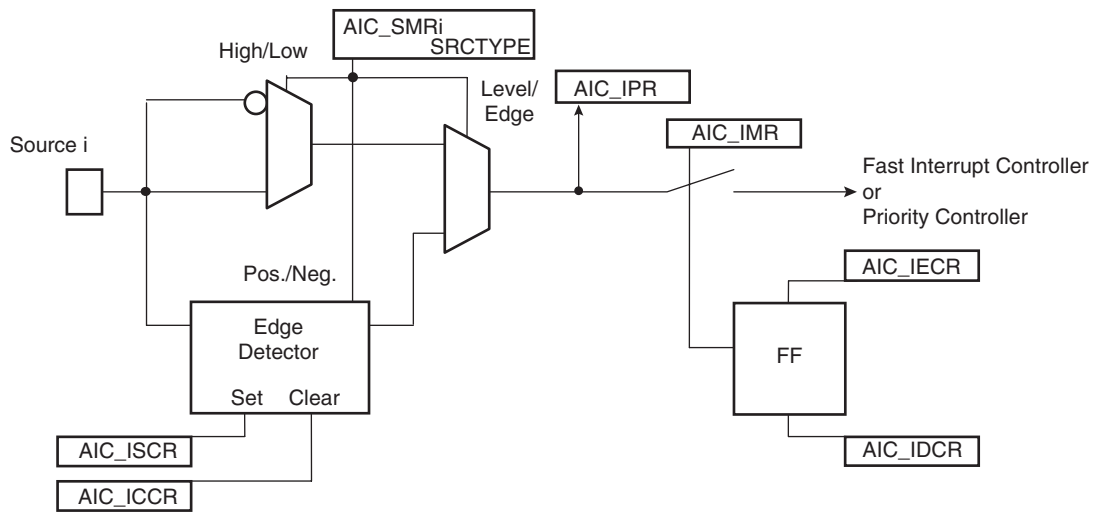 AIC_SMRi
SRCTYPE
High/Low
Level/
Edge
AIC_IPR
AIC_IMR
Source i
Fast Interrupt Controller
or
Priority Controller
Pos./Neg.
AIC_IECR
Edge
Detector
FF
Set Clear
AIC_ISCR
AIC_IDCR
AIC_ICCR